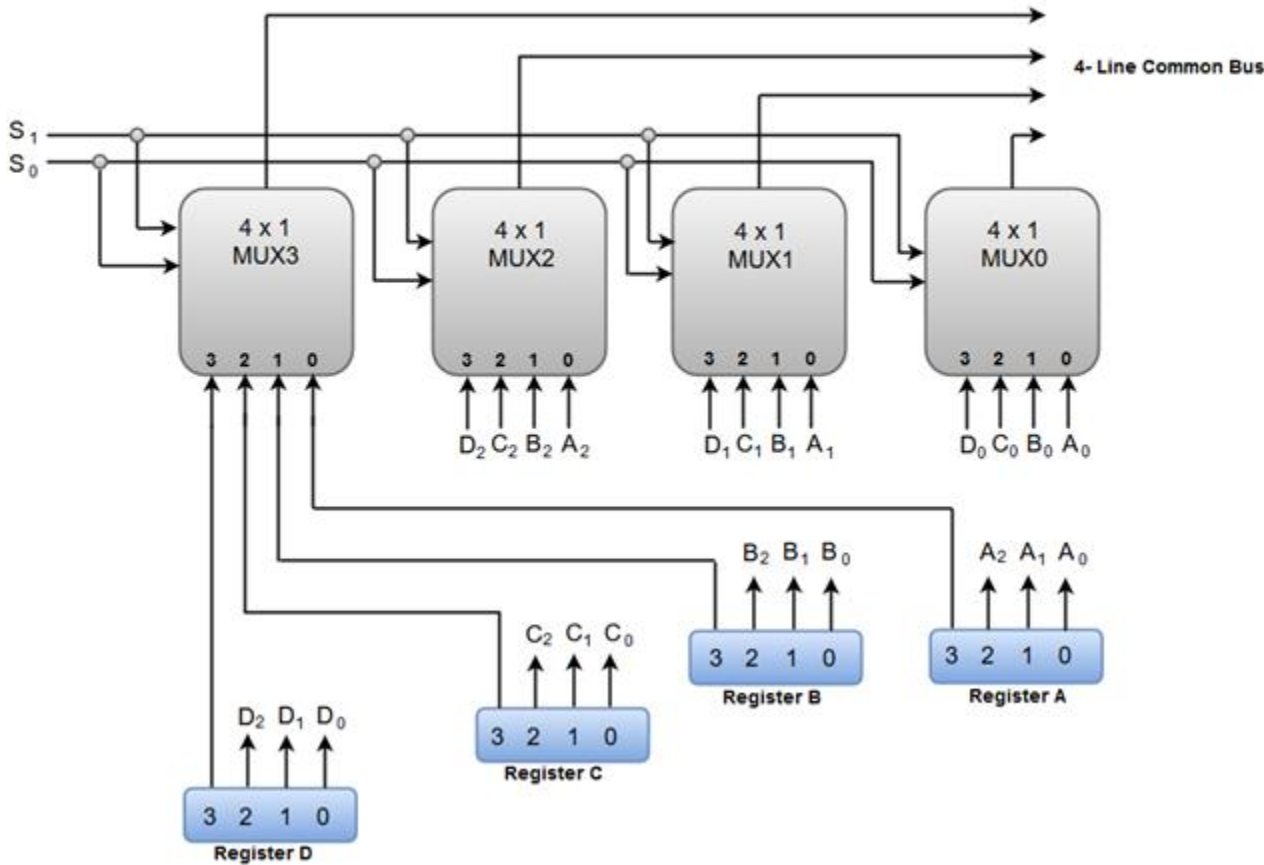 4- Line Common Bus
S1
S0
4 x 1
MUX3
4 x 1
MUX2
4 x 1
MUX1
4 x 1
MUX0
3 2 1 0
3 2 1 0
3 2 1 0
3 2 1 0
D2 C2 B2 A2
D1 C1 B1 A1
D0 C0 B0 A0
B2 B1 B0
A2 A1 A0
3 2 1 0
Register B
3 2 1 0
Register A
C2 C1 C0
3 2 1 0
Register C
D2 D1 D0
3 2 1 0
Register D